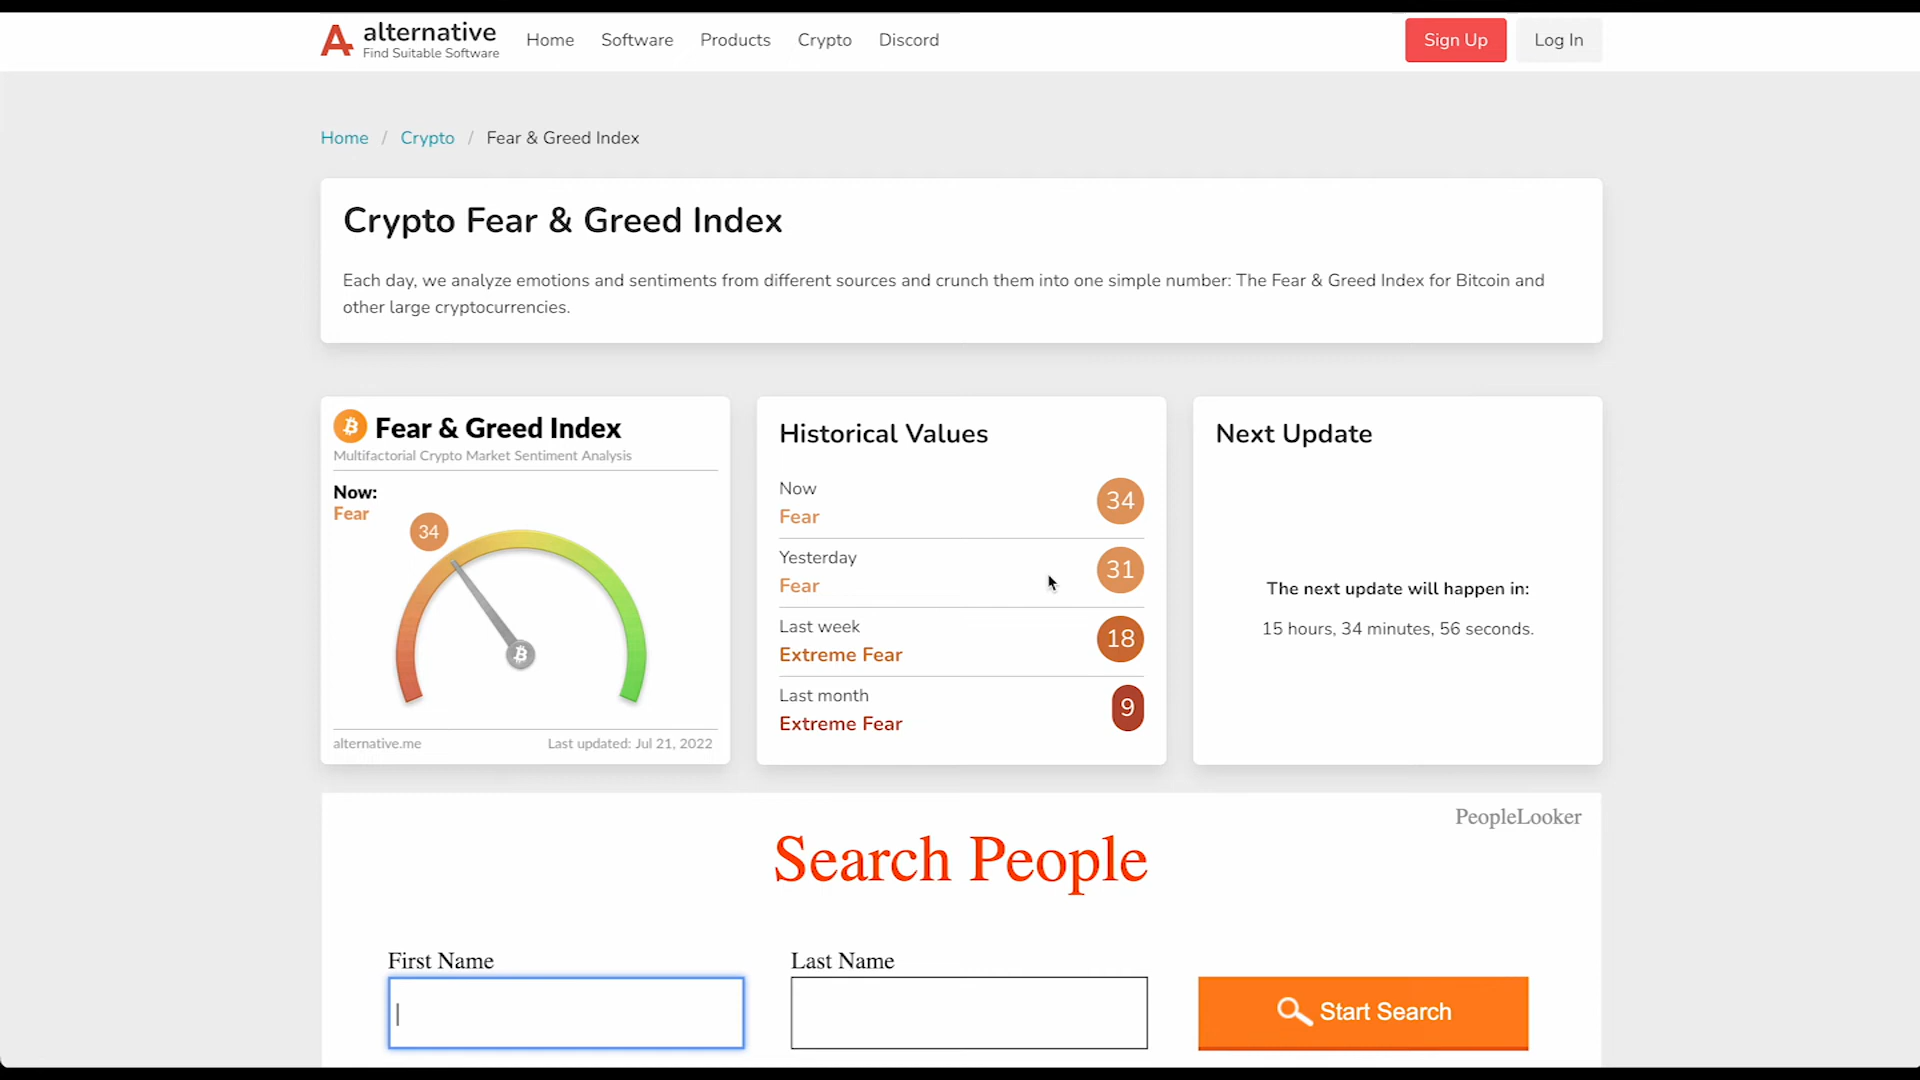 alternative
Find Suitable Software
Home
Software
Products
Crypto
Discord
Sign Up
Log In
Home / Crypto / Fear & Greed Index
Crypto Fear & Greed Index
Each day, we analyze emotions and sentiments from different sources and crunch them into one simple number: The Fear & Greed Index for Bitcoin and
other large cryptocurrencies.
Fear & Greed Index
Multifactorial Crypto Market Sentiment Analysis
Now:
Fear
34
alternative.me
Last updated: Jul 21, 2022
Historical Values
Now
Fear
34
Yesterday
Fear
31
Last week
Extreme Fear
18
Last month
Extreme Fear
9
Next Update
The next update will happen in:
15 hours, 34 minutes, 56 seconds.
PeopleLooker
Search People
First Name
Last Name
Start Search